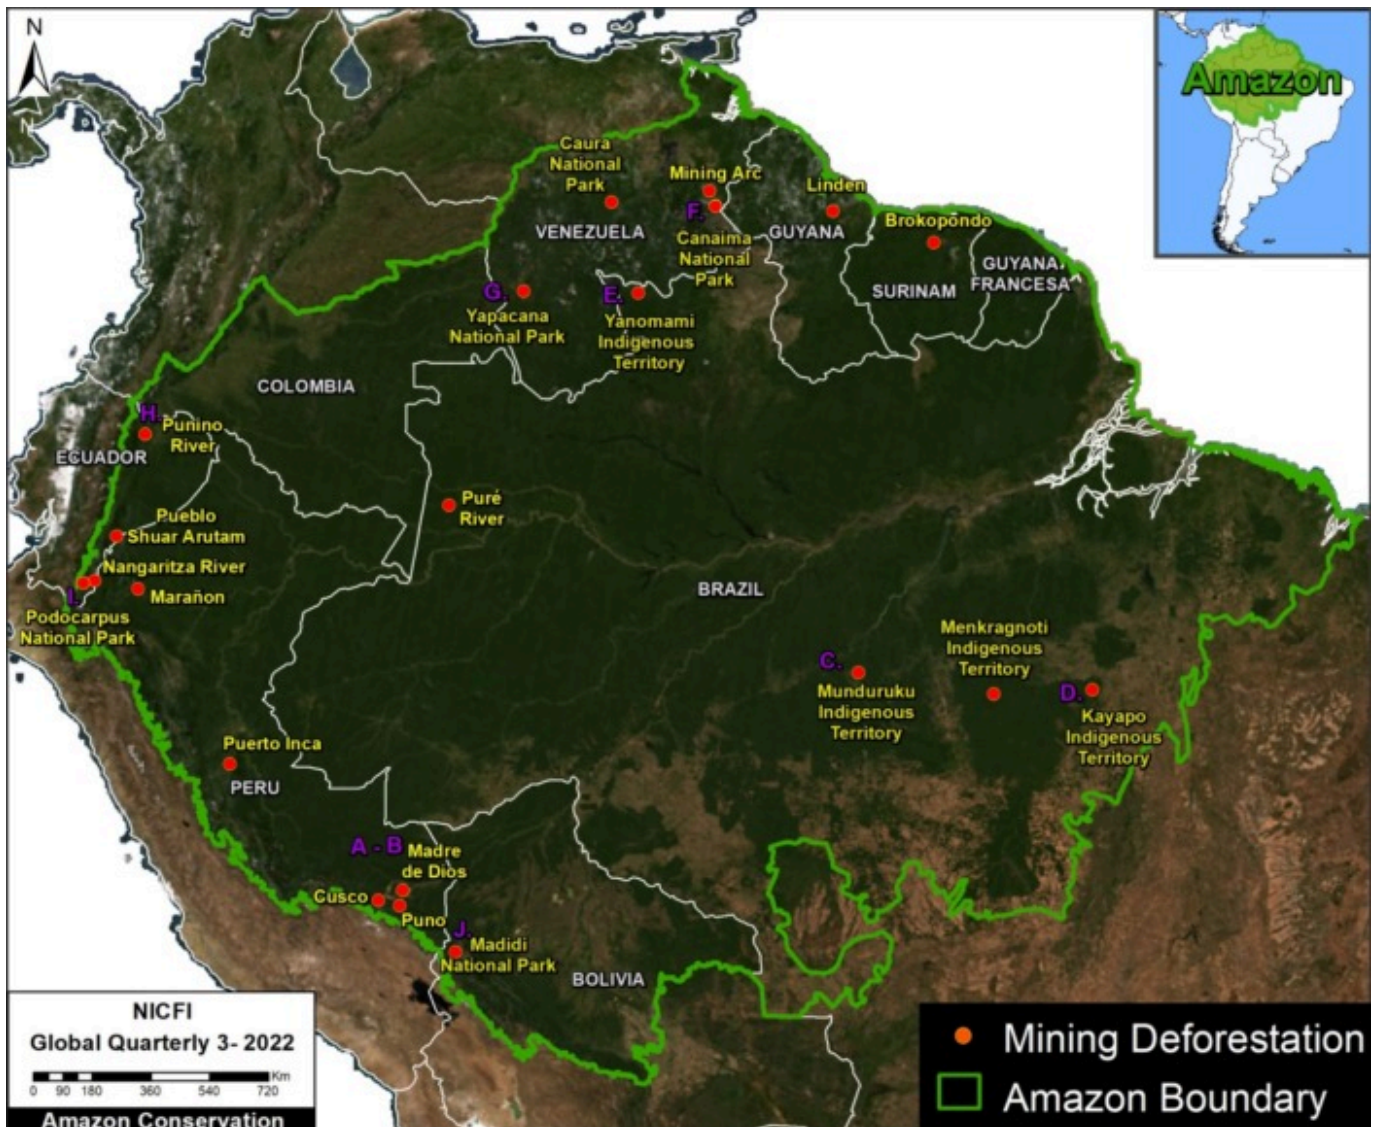 N
N
Amazon
Caura
National
Park
Mining Arc
Linden
Brokopondo
VENEZUELA
F.
GUYANA
Canaima
National
Park
GUYANA
FRANCESA
SURINAM
G.
Yapacana
National Park
E.
Yanomami
Indigenous
Territory
COLOMBIA
H.
Punino
River
ECUADOR
Puré
River
Pueblo
Shuar Arutam
Nangaritza River
Marañon
I.
Podocarpus
National Park
BRAZIL
Menkragnoti
Indigenous
Territory
C.
Munduruku
Indigenous
Territory
D.
Kayapo
Indigenous
Territory
Puerto Inca
PERU
A - B
Madre
de Dios
Cusco
Puno
J.
Madidi
National Park
BOLIVIA
NICFI
Global Quarterly 3- 2022
Km
0 90 180 360 540 720
Amazon Conservation
Mining Deforestation
Amazon Boundary